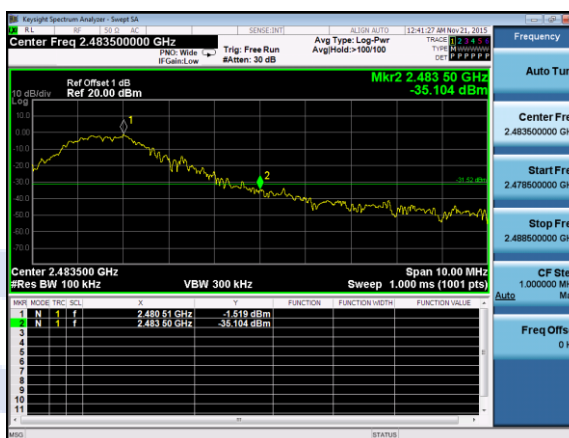 Keysight Spectrum Analyzer - Swept SA
RL RF 50 Ω AC SENSE:INT ALIGN AUTO 12:41:27 AM Nov 21, 2015
Center Freq 2.483500000 GHz
PNO: Wide
IFGain:Low
Trig: Free Run
#Atten: 30 dB
Avg Type: Log-Pwr
Avg|Hold:>100/100
TRACE 1 2 3 4 5 6
TYPE M W W W W W
DET P P P P P P
Mkr2 2.483 50 GHz
-35.104 dBm
Ref Offset 1 dB
Ref 20.00 dBm
10 dB/div
Log
10.0
0.00
-10.0
-20.0
-30.0
-40.0
-50.0
-60.0
-70.0
1
2
-21.52 dBm
Center 2.483500 GHz
Span 10.00 MHz
#Res BW 100 kHz
VBW 300 kHz
Sweep 1.000 ms (1001 pts)
MKR MODE TRC SCL X Y FUNCTION FUNCTION WIDTH FUNCTION VALUE
1 N 1 f 2.480 51 GHz -1.519 dBm
2 N 1 f 2.483 50 GHz -35.104 dBm
3
4
5
6
7
8
9
10
11
MSG
STATUS
Frequency
Auto Tun
Center Fre
2.483500000 GH
Start Fre
2.478500000 GH
Stop Fre
2.488500000 GH
CF Ste
1.000000 MH
Auto Ma
Freq Offs
0 H